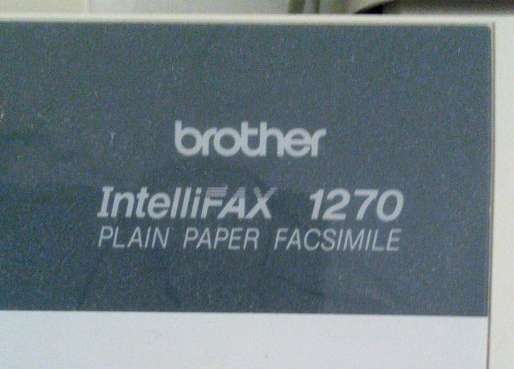 brother
IntelliFAX 1270
PLAIN PAPER FACSIMILE